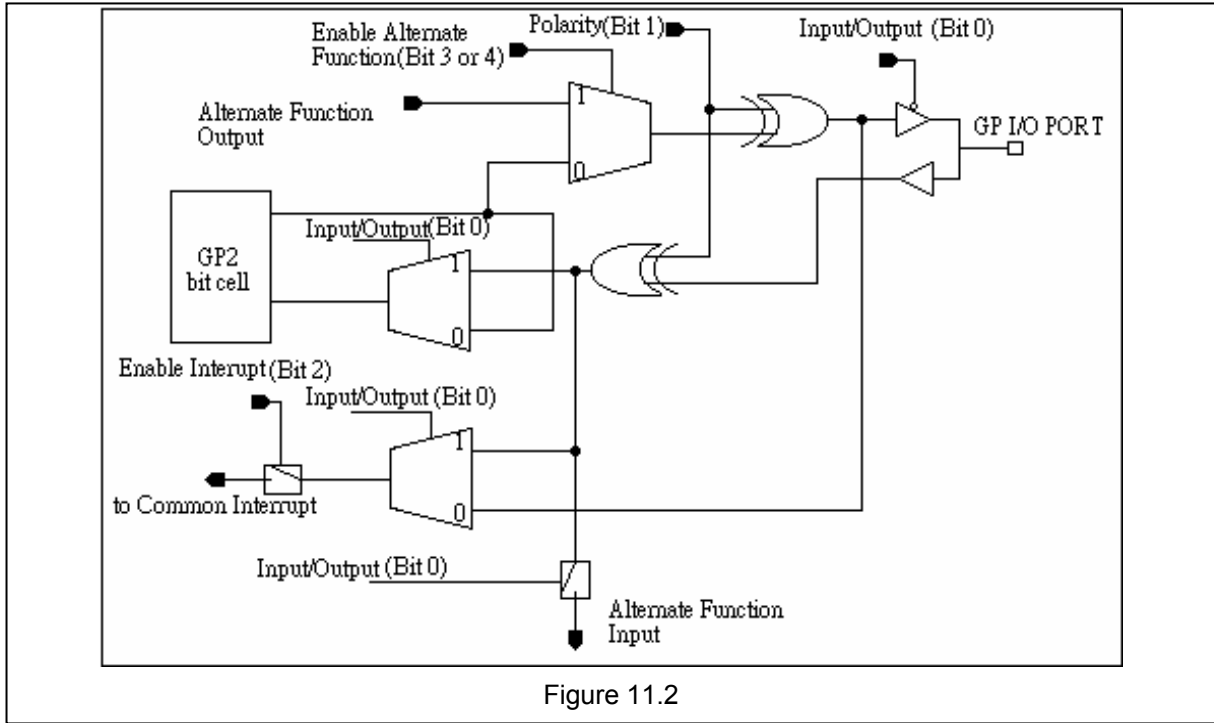 Polarity(Bit 1)
Input/Output (Bit 0)
Enable Alternate
Function(Bit 3 or 4)
Alternate Function
Output
1
0
GP I/O PORT
Input/Output(Bit 0)
GP2
bit cell
1
0
Enable Interupt(Bit 2)
Input/Output (Bit 0)
1
0
to Common Interrupt
Input/Output (Bit 0)
Alternate Function
Input
Figure 11.2